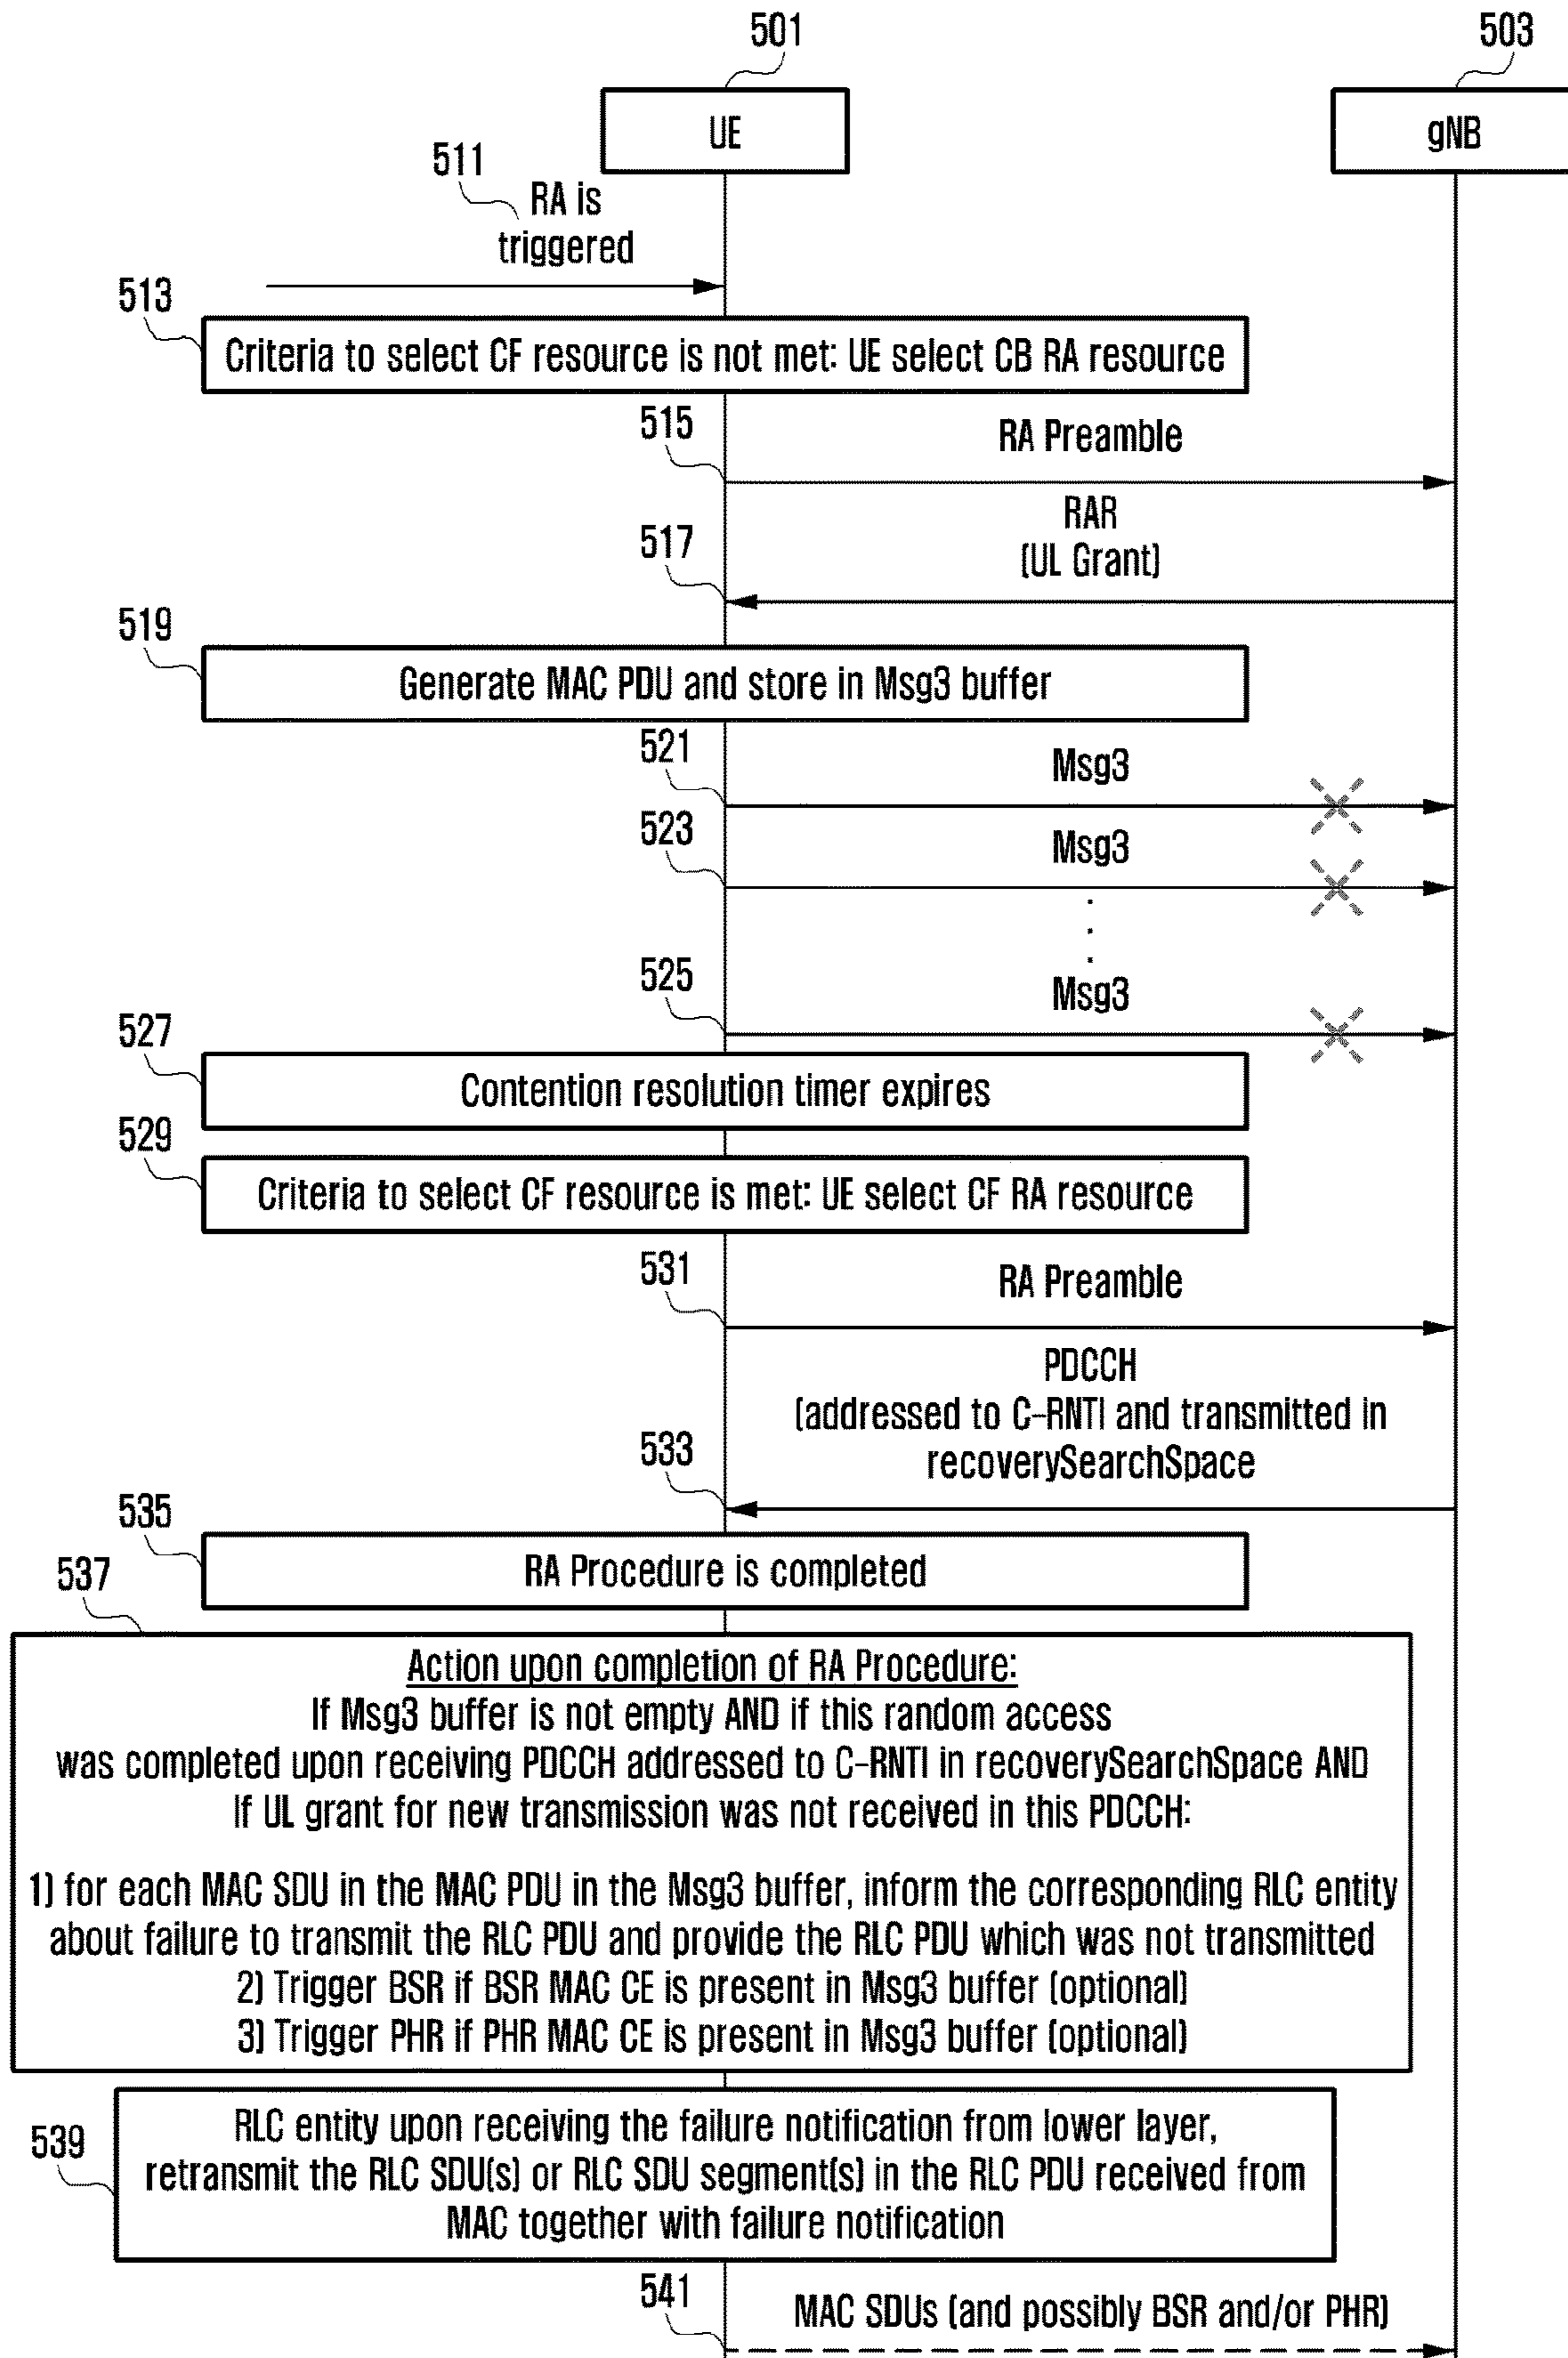 501
503
UE
gNB
511
RA is
triggered
513
Criteria to select CF resource is not met: UE select CB RA resource
515
RA Preamble
517
RAR
(UL Grant)
519
Generate MAC PDU and store in Msg3 buffer
521
Msg3
523
Msg3
525
Msg3
527
Contention resolution timer expires
529
Criteria to select CF resource is met: UE select CF RA resource
531
RA Preamble
PDCCH
(addressed to C-RNTI and transmitted in
recoverySearchSpace
533
535
RA Procedure is completed
537
Action upon completion of RA Procedure:
If Msg3 buffer is not empty AND if this random access
was completed upon receiving PDCCH addressed to C-RNTI in recoverySearchSpace AND
If UL grant for new transmission was not received in this PDCCH:
1) for each MAC SDU in the MAC PDU in the Msg3 buffer, inform the corresponding RLC entity
about failure to transmit the RLC PDU and provide the RLC PDU which was not transmitted
2) Trigger BSR if BSR MAC CE is present in Msg3 buffer (optional)
3) Trigger PHR if PHR MAC CE is present in Msg3 buffer (optional)
539
RLC entity upon receiving the failure notification from lower layer,
retransmit the RLC SDU(s) or RLC SDU segment(s) in the RLC PDU received from
MAC together with failure notification
541
MAC SDUs (and possibly BSR and/or PHR)